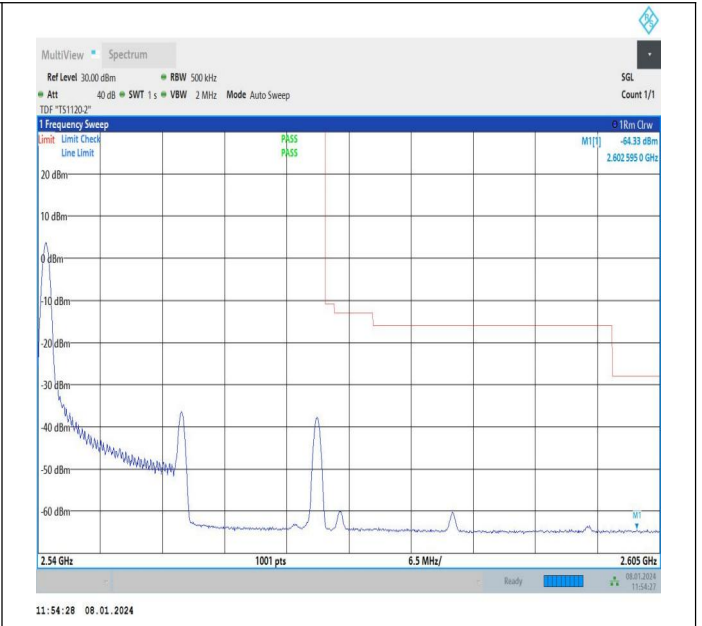 MultiView Spectrum
Ref Level 30.00 dBm RBW 500 kHz SGL
Att 40 dB SWT 1 s VBW 2 MHz Mode Auto Sweep Count 1/1
TDF "TS1120-2"
1 Frequency Sweep 1Rm Clrw
Limit Limit Check PASS M1[1] -64.33 dBm
Line Limit PASS 2.602 595 0 GHz
20 dBm
10 dBm
0 dBm
-10 dBm
-20 dBm
-30 dBm
-40 dBm
-50 dBm
-60 dBm
M1
2.54 GHz 1001 pts 6.5 MHz/ 2.605 GHz
Ready 08.01.2024
11:54:27
11:54:28 08.01.2024